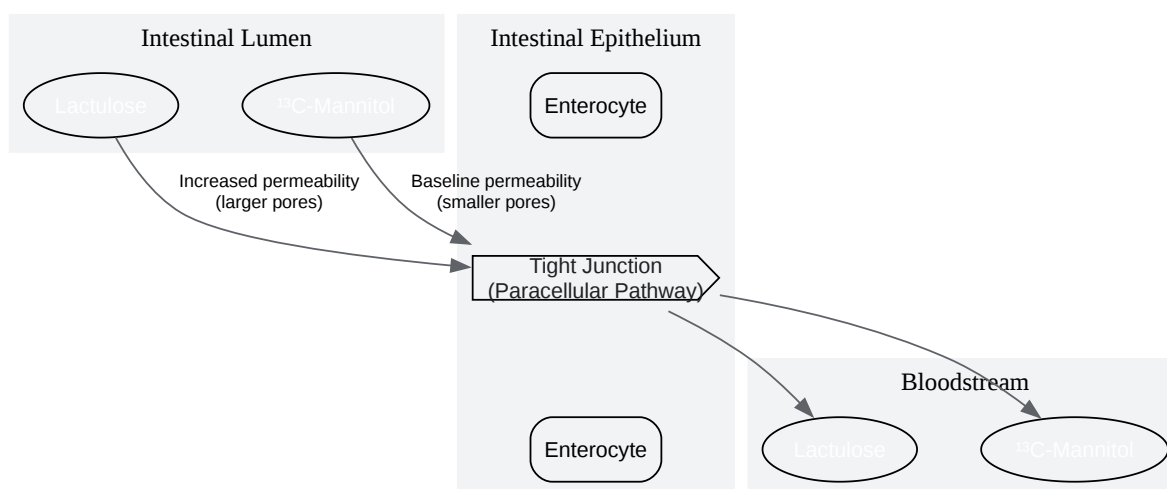 Intestinal Lumen
Intestinal Epithelium
Lactulose
¹³C-Mannitol
Enterocyte
Increased permeability
(larger pores)
Baseline permeability
(smaller pores)
Tight Junction
(Paracellular Pathway)
Bloodstream
Enterocyte
Lactulose
¹³C-Mannitol